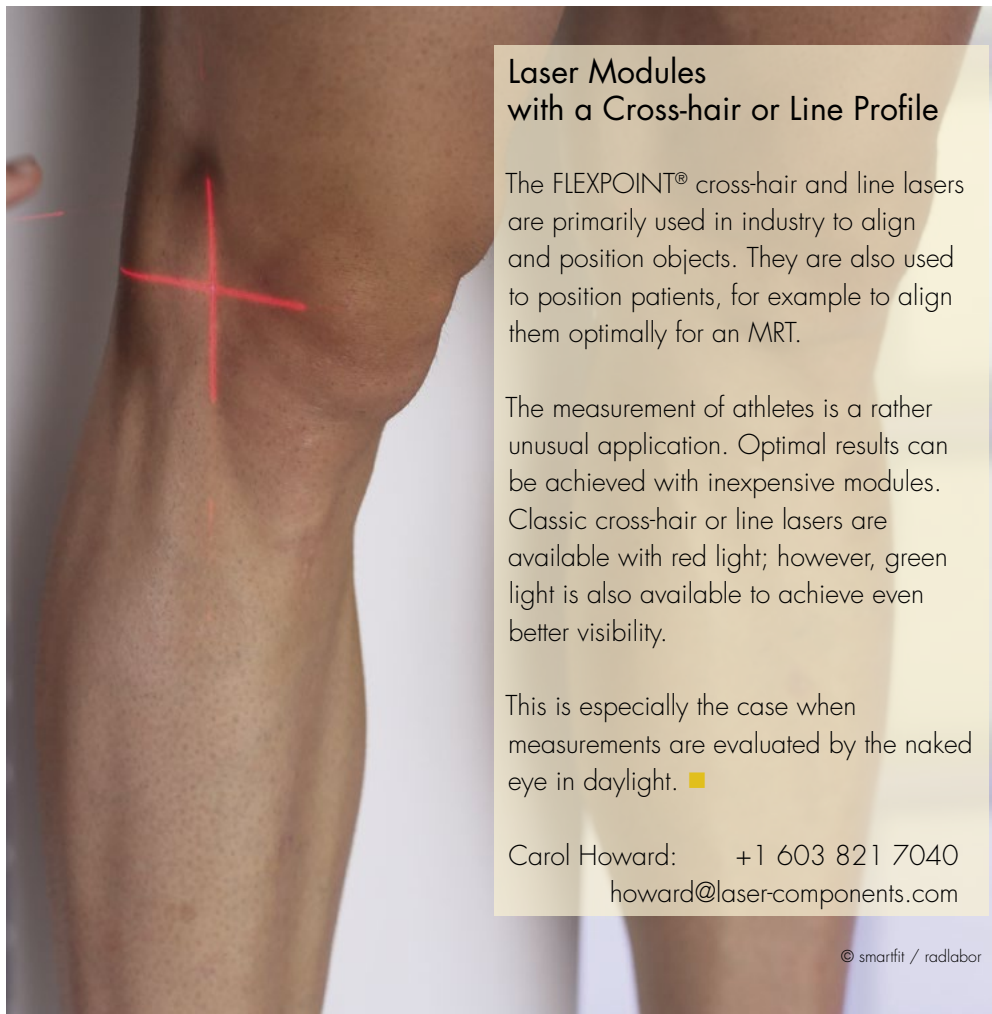 Laser Modules
with a Cross-hair or Line Profile
The FLEXPOINT® cross-hair and line lasers
are primarily used in industry to align
and position objects. They are also used
to position patients, for example to align
them optimally for an MRT.
The measurement of athletes is a rather
unusual application. Optimal results can
be achieved with inexpensive modules.
Classic cross-hair or line lasers are
available with red light; however, green
light is also available to achieve even
better visibility.
This is especially the case when
measurements are evaluated by the naked
eye in daylight.
Carol Howard: +1 603 821 7040
howard@laser-components.com
© smartfit / radlabor